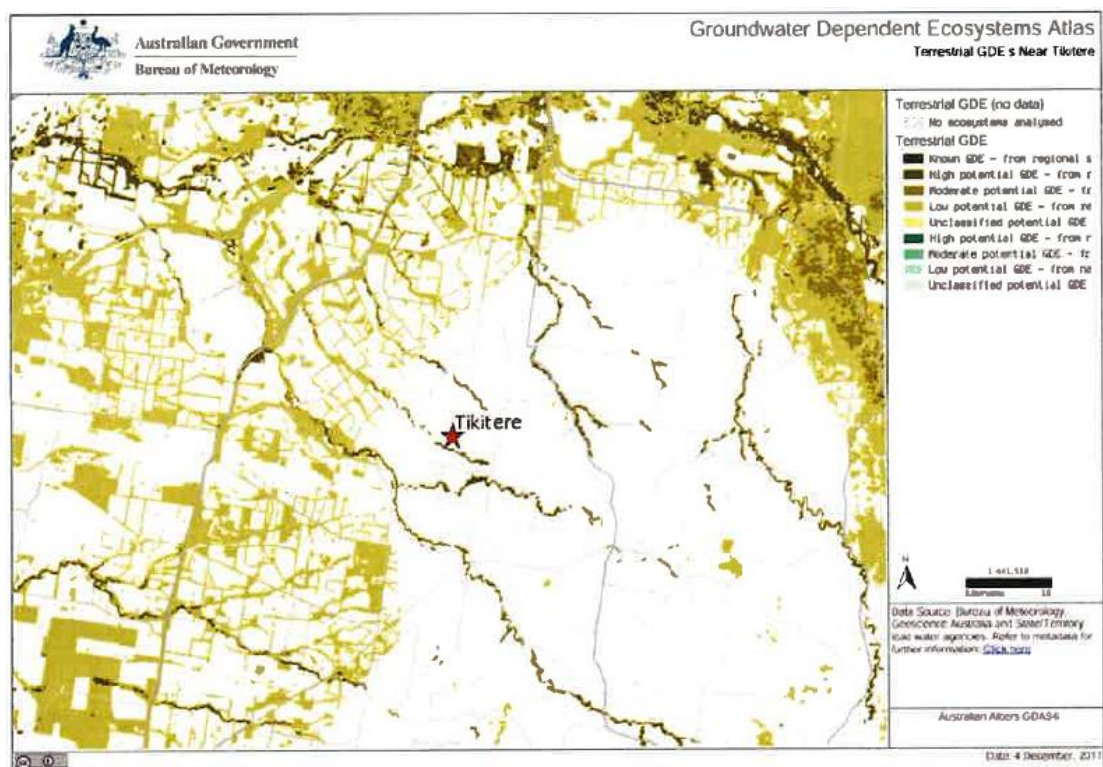 Australian Government
Bureau of Meteorology
Groundwater Dependent Ecosystems Atlas
Terrestrial GDE s Near Tikitere
Terrestrial GDE (no data)
No ecosystems analysed
Terrestrial GDE
Known GDE - from regional s
High potential GDE - from r
Moderate potential GDE - fr
Low potential GDE - from re
Unclassified potential GDE
High potential GDE - from r
Moderate potential GDE - fr
Low potential GDE - from na
Unclassified potential GDE
Tikitere
N
Kilometres 10
Data Source: Bureau of Meteorology,
Geoscience Australia and State/Territory
lead water agencies. Refer to metadata for
further information: Click here
Australian Albers GDA94
Date: 4 December, 2017